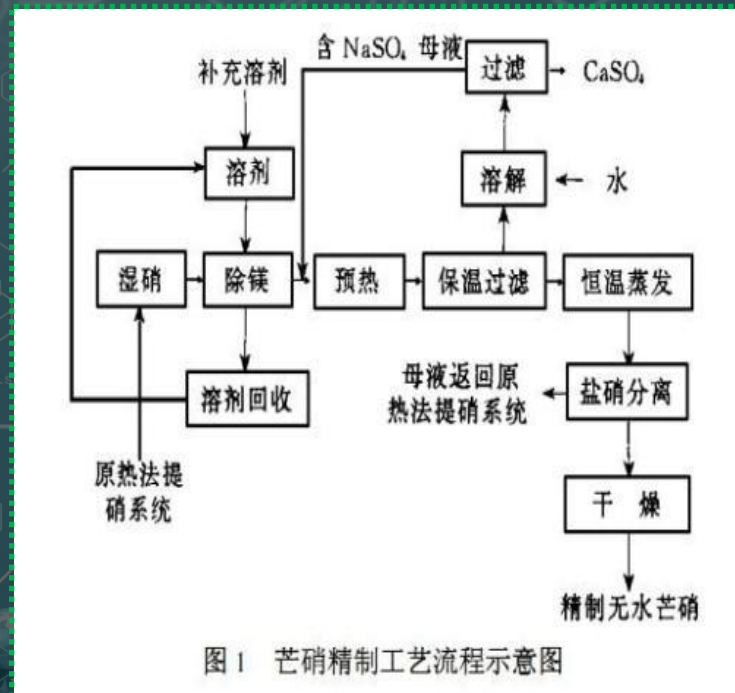 含 NaSO₄ 母液
过滤
CaSO₄
补充溶剂
溶剂
溶解
水
湿硝
除镁
预热
保温过滤
恒温蒸发
溶剂回收
母液返回原
热法提硝系统
盐硝分离
原热法提
硝系统
干 燥
精制无水芒硝
图 1 芒硝精制工艺流程示意图